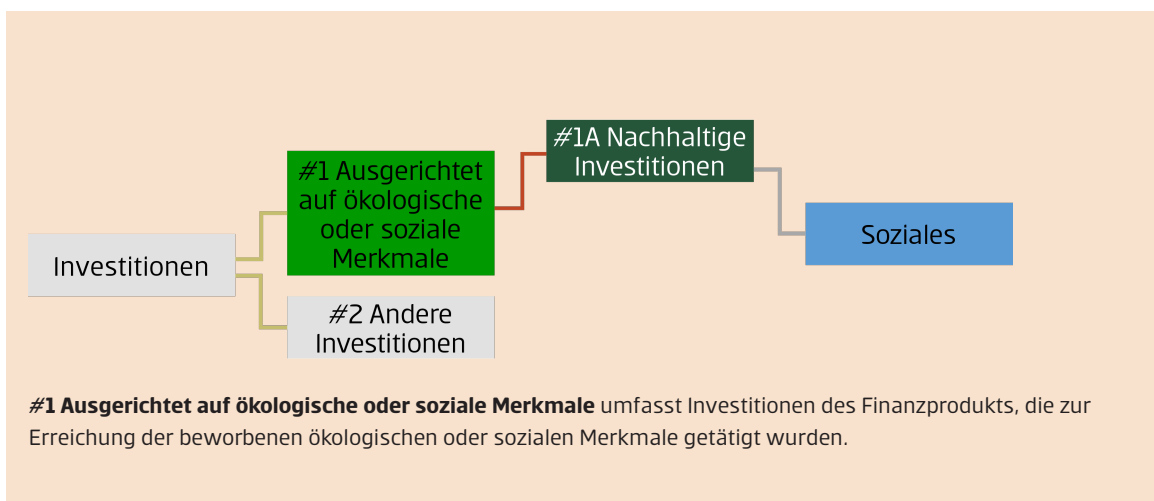 Investitionen
#1 Ausgerichtet
auf ökologische
oder soziale
Merkmale
#2 Andere
Investitionen
#1A Nachhaltige
Investitionen
Soziales
#1 Ausgerichtet auf ökologische oder soziale Merkmale umfasst Investitionen des Finanzprodukts, die zur
Erreichung der beworbenen ökologischen oder sozialen Merkmale getätigt wurden.